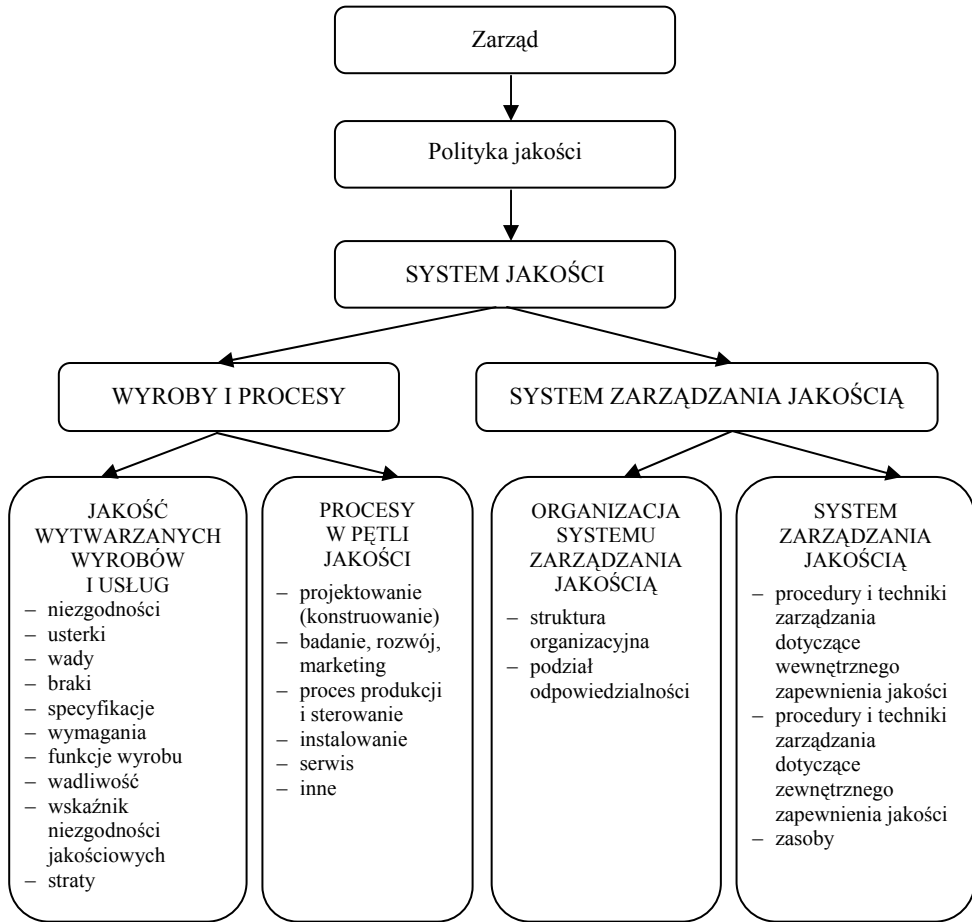 Zarząd
Polityka jakości
SYSTEM JAKOŚCI
WYROBY I PROCESY
SYSTEM ZARZĄDZANIA JAKOŚCIĄ
JAKOŚĆ
WYTWARZANYCH
WYROBÓW
I USŁUG
– niezgodności
– usterki
– wady
– braki
– specyfikacje
– wymagania
– funkcje wyrobu
– wadliwość
– wskaźnik
niezgodności
jakościowych
– straty
PROCESY
W PĘTLI
JAKOŚCI
– projektowanie
(konstruowanie)
– badanie, rozwój,
marketing
– proces produkcji
i sterowanie
– instalowanie
– serwis
– inne
ORGANIZACJA
SYSTEMU
ZARZĄDZANIA
JAKOŚCIĄ
– struktura
organizacyjna
– podział
odpowiedzialności
SYSTEM
ZARZĄDZANIA
JAKOŚCIĄ
– procedury i techniki
zarządzania
dotyczące
wewnętrznego
zapewnienia jakości
– procedury i techniki
zarządzania
dotyczące
zewnętrznego
zapewnienia jakości
– zasoby